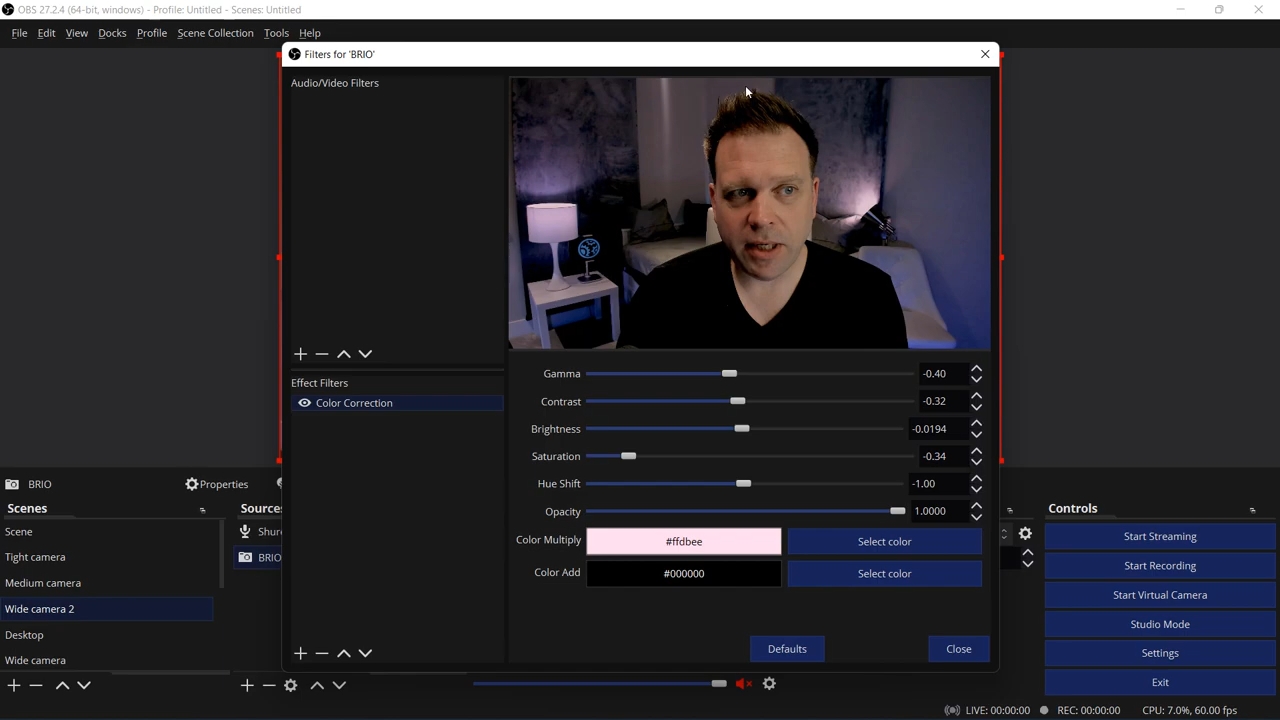 OBS 27.2.4 (64-bit, windows) - Profile: Untitled - Scenes: Untitled
File Edit View Docks Profile Scene Collection Tools Help
Filters for 'BRIO'
Audio/Video Filters
Effect Filters
Color Correction
Gamma -0.40
Contrast -0.32
Brightness -0.0194
Saturation -0.34
Hue Shift -1.00
Opacity 1.0000
Color Multiply #ffdbee Select color
Color Add #000000 Select color
Defaults Close
BRIO Properties
Scenes
Scene
Tight camera
Medium camera
Wide camera 2
Desktop
Wide camera
Sources
Shure
BRIO
Controls
Start Streaming
Start Recording
Start Virtual Camera
Studio Mode
Settings
Exit
LIVE: 00:00:00 REC: 00:00:00 CPU: 7.0%, 60.00 fps